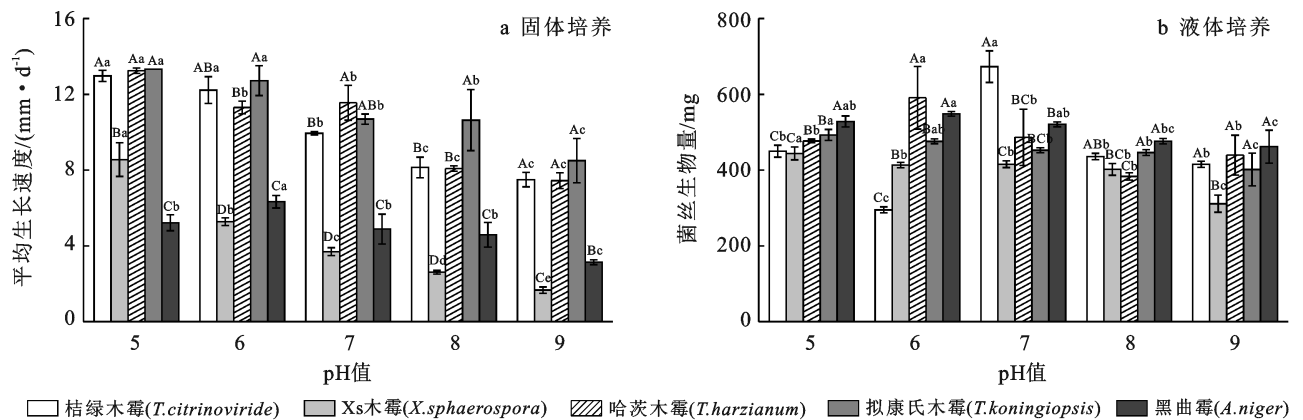 a 固体培养
平均生长速度/(mm·d⁻¹)
16
12
8
4
0
Aa Ba Aa Aa Cb
ABa Db Bb Aa Ca
Bb Dc Ab ABb Cb
Bc Dd Bc Ab Cb
Ac Ce Ac Ac Bc
5 6 7 8 9
pH值
b 液体培养
菌丝生物量/mg
800
600
400
200
0
Cb Ca Bb Bab Aab
Cc Bb Aa Bab Aa
Aa Cb BCb BCb Bab
ABb BCb Cb Ab Abc
Ab Bc Ab Ac Ac
5 6 7 8 9
pH值
桔绿木霉(T.citrinoviride) Xs木霉(X.sphaerospora) 哈茨木霉(T.harzianum) 拟康氏木霉(T.koningiopsis) 黑曲霉(A.niger)